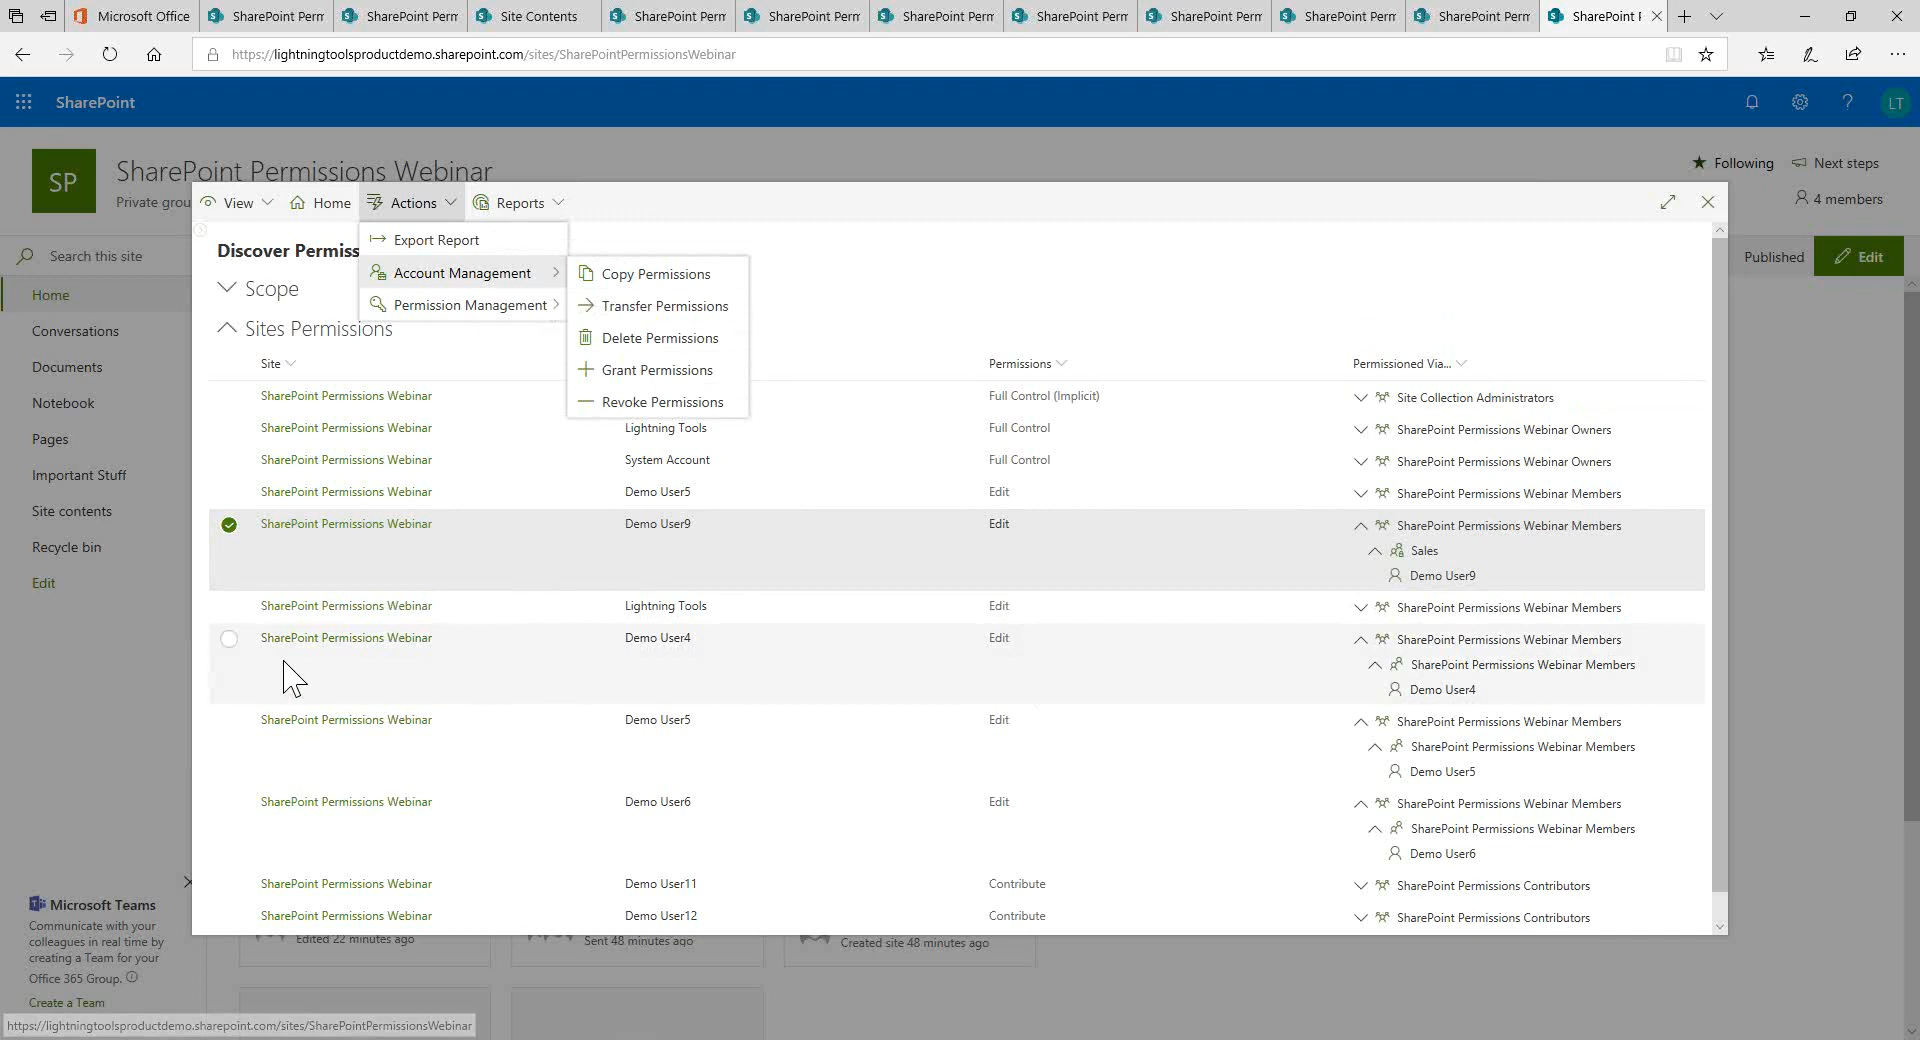 Microsoft Office
SharePoint Perm
SharePoint Perm
Site Contents
SharePoint Perm
SharePoint Perm
SharePoint Perm
SharePoint Perm
SharePoint Perm
SharePoint Perm
SharePoint Perm
SharePoint P
https://lightningtoolsproductdemo.sharepoint.com/sites/SharePointPermissionsWebinar
SharePoint
LT
SP
SharePoint Permissions Webinar
Private grou
Following
Next steps
4 members
View
Home
Actions
Reports
Search this site
Published
Edit
Home
Conversations
Documents
Notebook
Pages
Important Stuff
Site contents
Recycle bin
Edit
Export Report
Account Management
Permission Management
Copy Permissions
Transfer Permissions
Delete Permissions
Grant Permissions
Revoke Permissions
Discover Permiss
Scope
Sites Permissions
Site Permissions Permissioned Via...
SharePoint Permissions Webinar Full Control (Implicit) Site Collection Administrators
SharePoint Permissions Webinar Lightning Tools Full Control SharePoint Permissions Webinar Owners
SharePoint Permissions Webinar System Account Full Control SharePoint Permissions Webinar Owners
SharePoint Permissions Webinar Demo User5 Edit SharePoint Permissions Webinar Members
SharePoint Permissions Webinar Demo User9 Edit SharePoint Permissions Webinar Members
Sales
Demo User9
SharePoint Permissions Webinar Lightning Tools Edit SharePoint Permissions Webinar Members
SharePoint Permissions Webinar Demo User4 Edit SharePoint Permissions Webinar Members
SharePoint Permissions Webinar Members
Demo User4
SharePoint Permissions Webinar Demo User5 Edit SharePoint Permissions Webinar Members
SharePoint Permissions Webinar Members
Demo User5
SharePoint Permissions Webinar Demo User6 Edit SharePoint Permissions Webinar Members
SharePoint Permissions Webinar Members
Demo User6
SharePoint Permissions Webinar Demo User11 Contribute SharePoint Permissions Contributors
SharePoint Permissions Webinar Demo User12 Contribute SharePoint Permissions Contributors
Microsoft Teams
Communicate with your
colleagues in real time by
creating a Team for your
Office 365 Group.
Create a Team
Edited 22 minutes ago
Sent 48 minutes ago
Created site 48 minutes ago
https://lightningtoolsproductdemo.sharepoint.com/sites/SharePointPermissionsWebinar